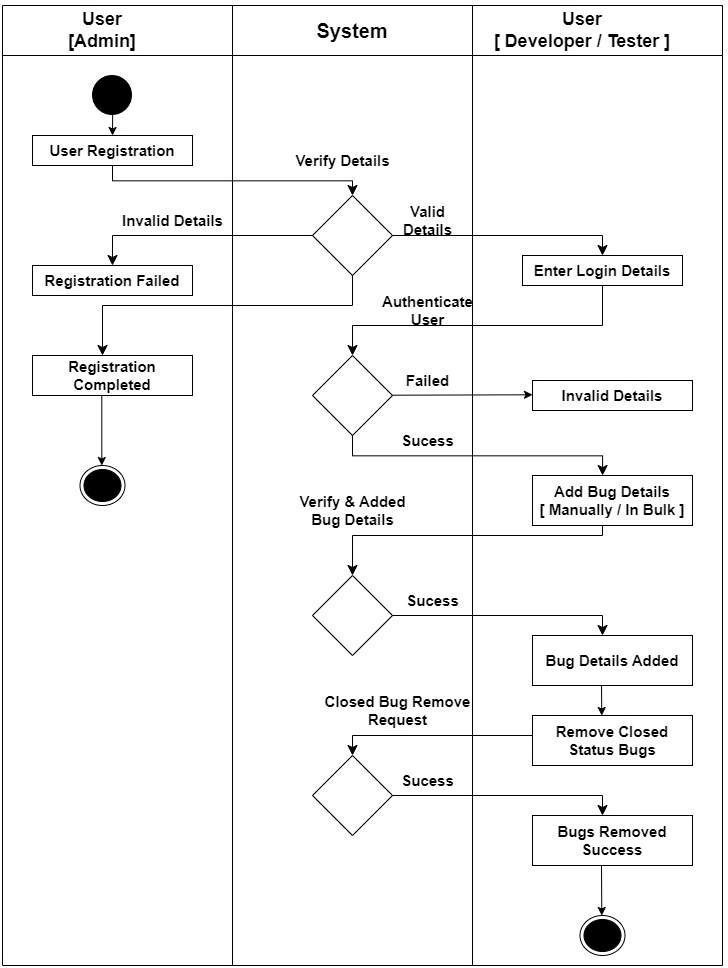 User
[Admin]
System
User
[ Developer / Tester ]
User Registration
Verify Details
Invalid Details
Valid
Details
Registration Failed
Enter Login Details
Authenticate
User
Registration
Completed
Failed
Invalid Details
Sucess
Add Bug Details
[ Manually / In Bulk ]
Verify & Added
Bug Details
Sucess
Bug Details Added
Closed Bug Remove
Request
Remove Closed
Status Bugs
Sucess
Bugs Removed
Success